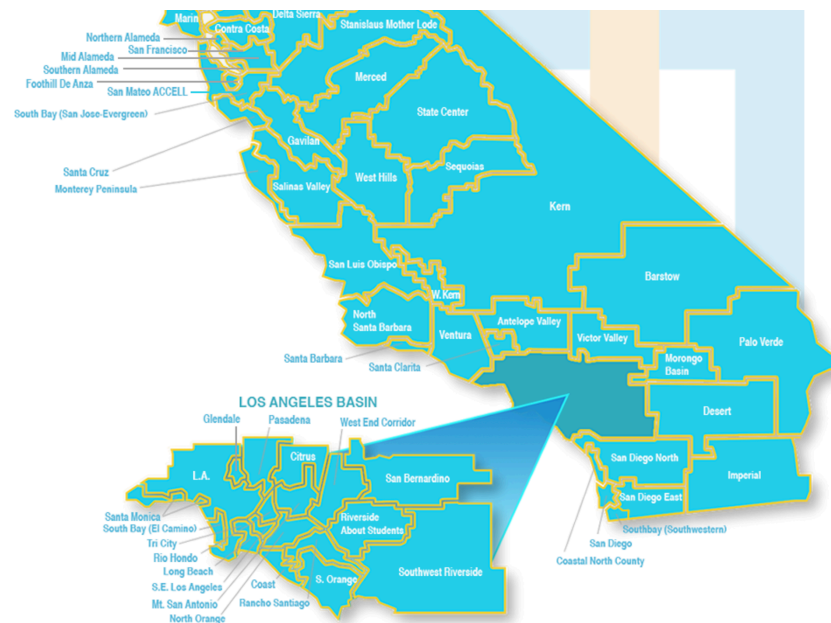 Marin
Delta Sierra
Contra Costa
Stanislaus Mother Lode
Northern Alameda
San Francisco
Mid Alameda
Southern Alameda
Foothill De Anza
San Mateo ACCELL
South Bay (San Jose-Evergreen)
Merced
State Center
Gavilan
Santa Cruz
Monterey Peninsula
Salinas Valley
West Hills
Sequoias
Kern
San Luis Obispo
Barstow
W. Kern
North
Santa Barbara
Ventura
Antelope Valley
Victor Valley
Palo Verde
Santa Barbara
Santa Clarita
Morongo
Basin
Desert
LOS ANGELES BASIN
Glendale
Pasadena
West End Corridor
L.A.
Citrus
San Bernardino
San Diego North
Imperial
San Diego East
Santa Monica
South Bay (El Camino)
Tri City
Rio Hondo
Long Beach
S.E. Los Angeles
Mt. San Antonio
North Orange
Riverside
About Students
Southbay (Southwestern)
San Diego
Coastal North County
Coast
Rancho Santiago
S. Orange
Southwest Riverside